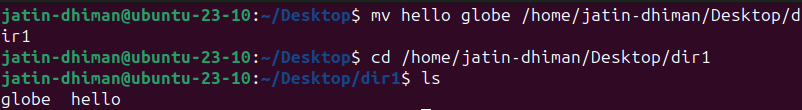 jatin-dhiman@ubuntu-23-10:~/Desktop$ mv hello globe /home/jatin-dhiman/Desktop/d
ir1
jatin-dhiman@ubuntu-23-10:~/Desktop$ cd /home/jatin-dhiman/Desktop/dir1
jatin-dhiman@ubuntu-23-10:~/Desktop/dir1$ ls
globe  hello